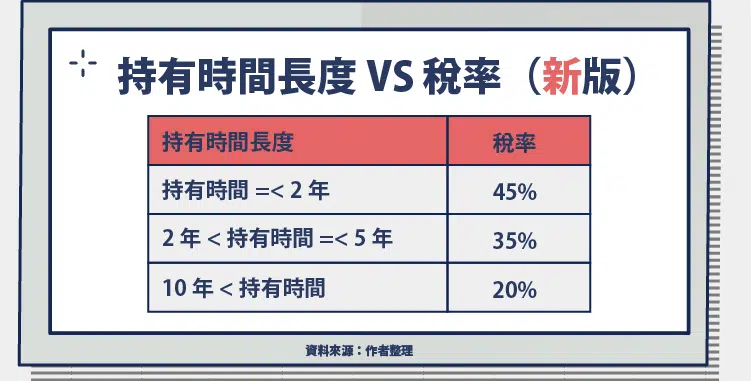 持有時間長度 VS 稅率（新版）
持有時間長度 稅率
持有時間 =< 2 年 45%
2 年 < 持有時間 =< 5 年 35%
10 年 < 持有時間 20%
資料來源：作者整理